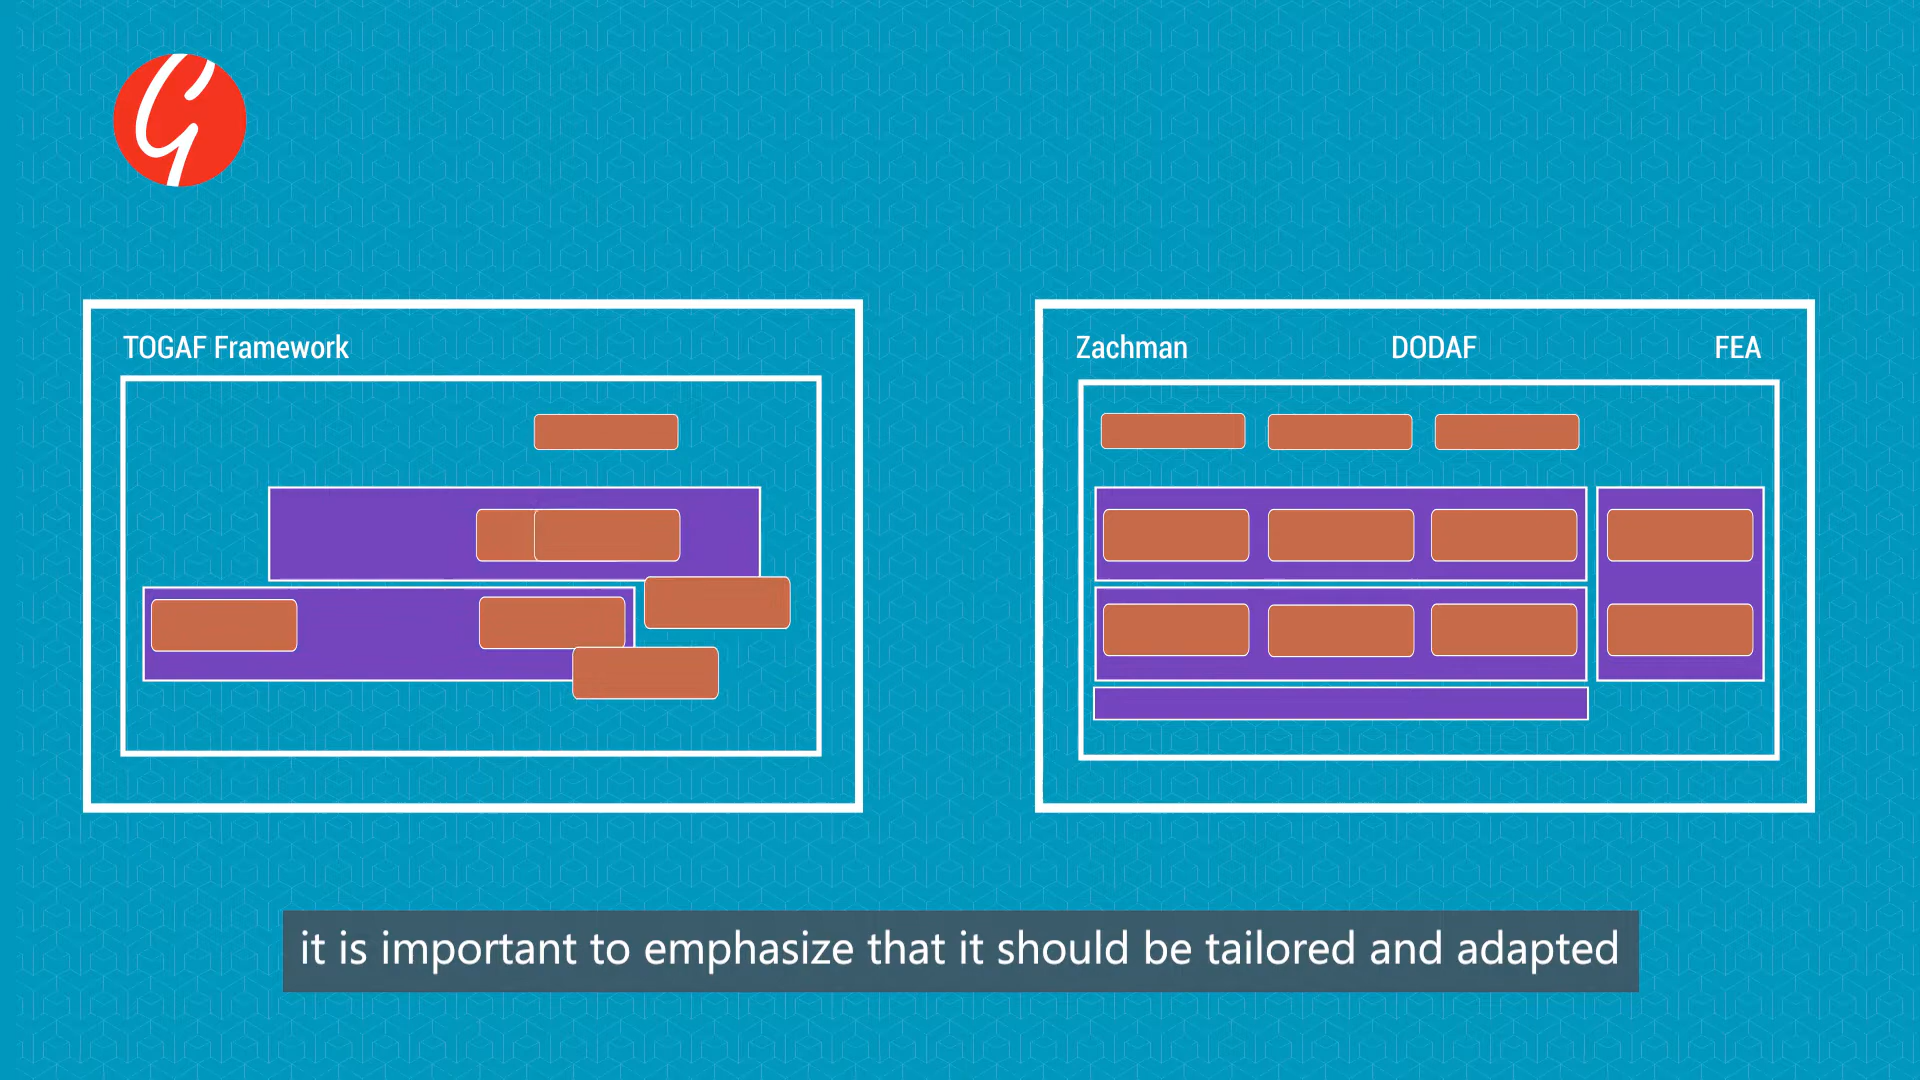 G
TOGAF Framework
Zachman DODAF FEA
it is important to emphasize that it should be tailored and adapted